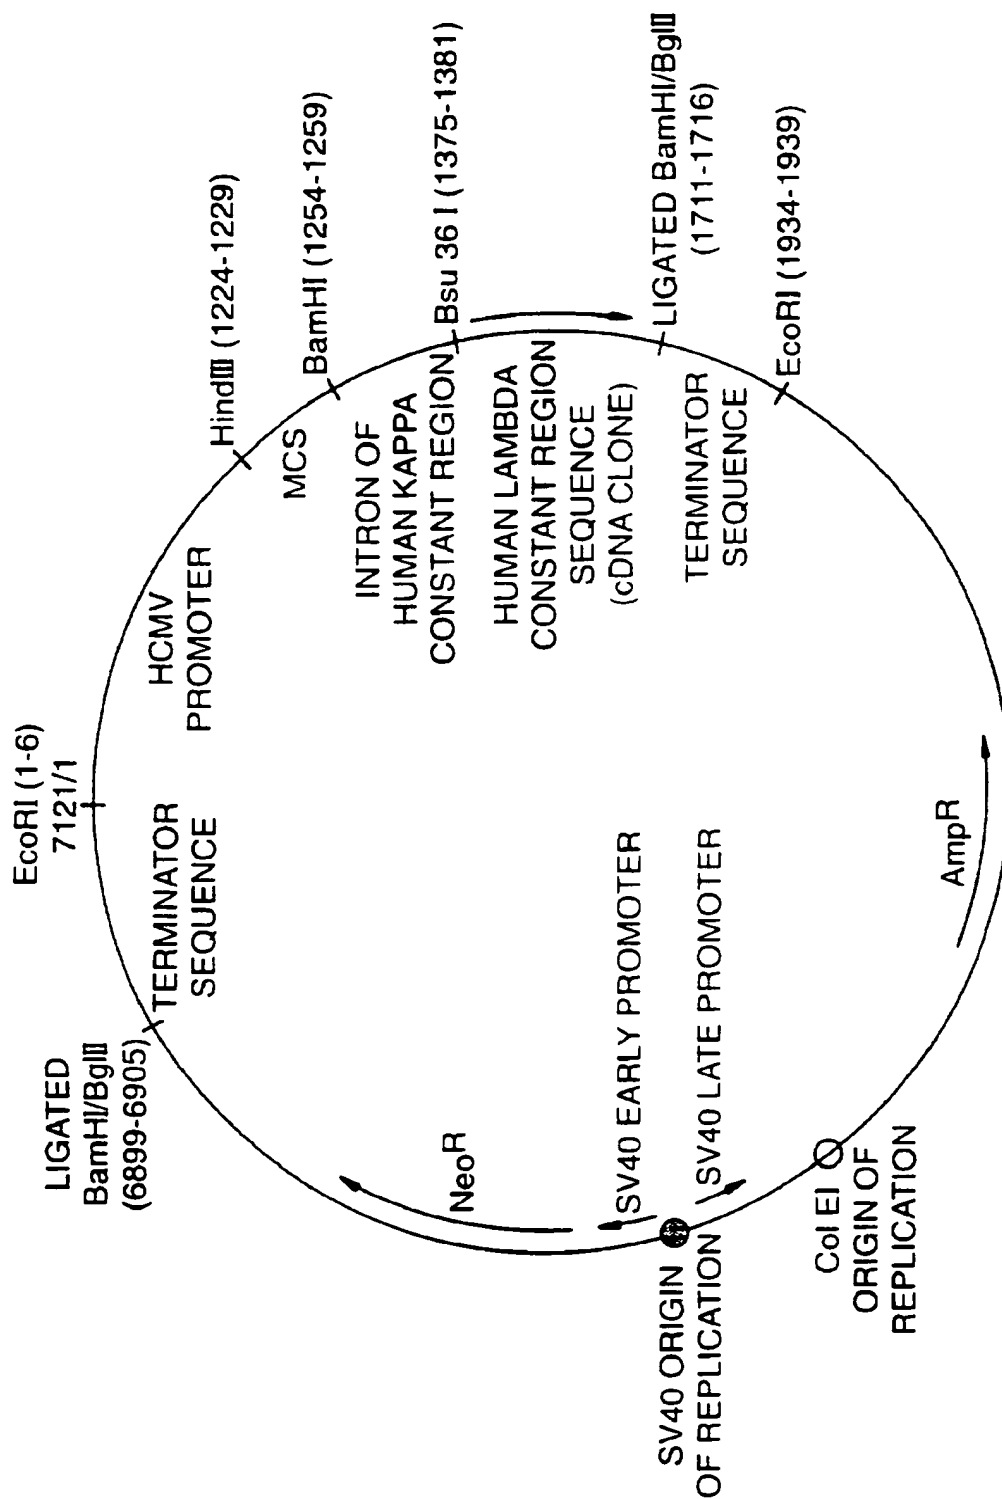 EcoRI (1-6)
7121/1
HCMV
PROMOTER
HindIII (1224-1229)
MCS
BamHI (1254-1259)
INTRON OF
HUMAN KAPPA
CONSTANT REGION
Bsu 36 I (1375-1381)
HUMAN LAMBDA
CONSTANT REGION
SEQUENCE
(cDNA CLONE)
LIGATED BamHI/BglII
(1711-1716)
TERMINATOR
SEQUENCE
EcoRI (1934-1939)
AmpR
Col EI
ORIGIN OF
REPLICATION
SV40 LATE PROMOTER
SV40 EARLY PROMOTER
SV40 ORIGIN
OF REPLICATION
NeoR
LIGATED
BamHI/BglII
(6899-6905)
TERMINATOR
SEQUENCE